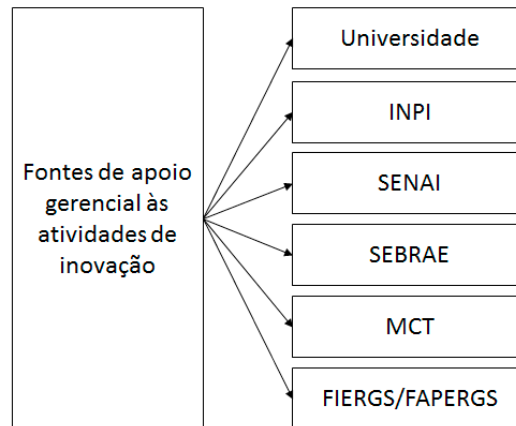 Fontes de apoio
gerencial às
atividades de
inovação
Universidade
INPI
SENAI
SEBRAE
MCT
FIERGS/FAPERGS